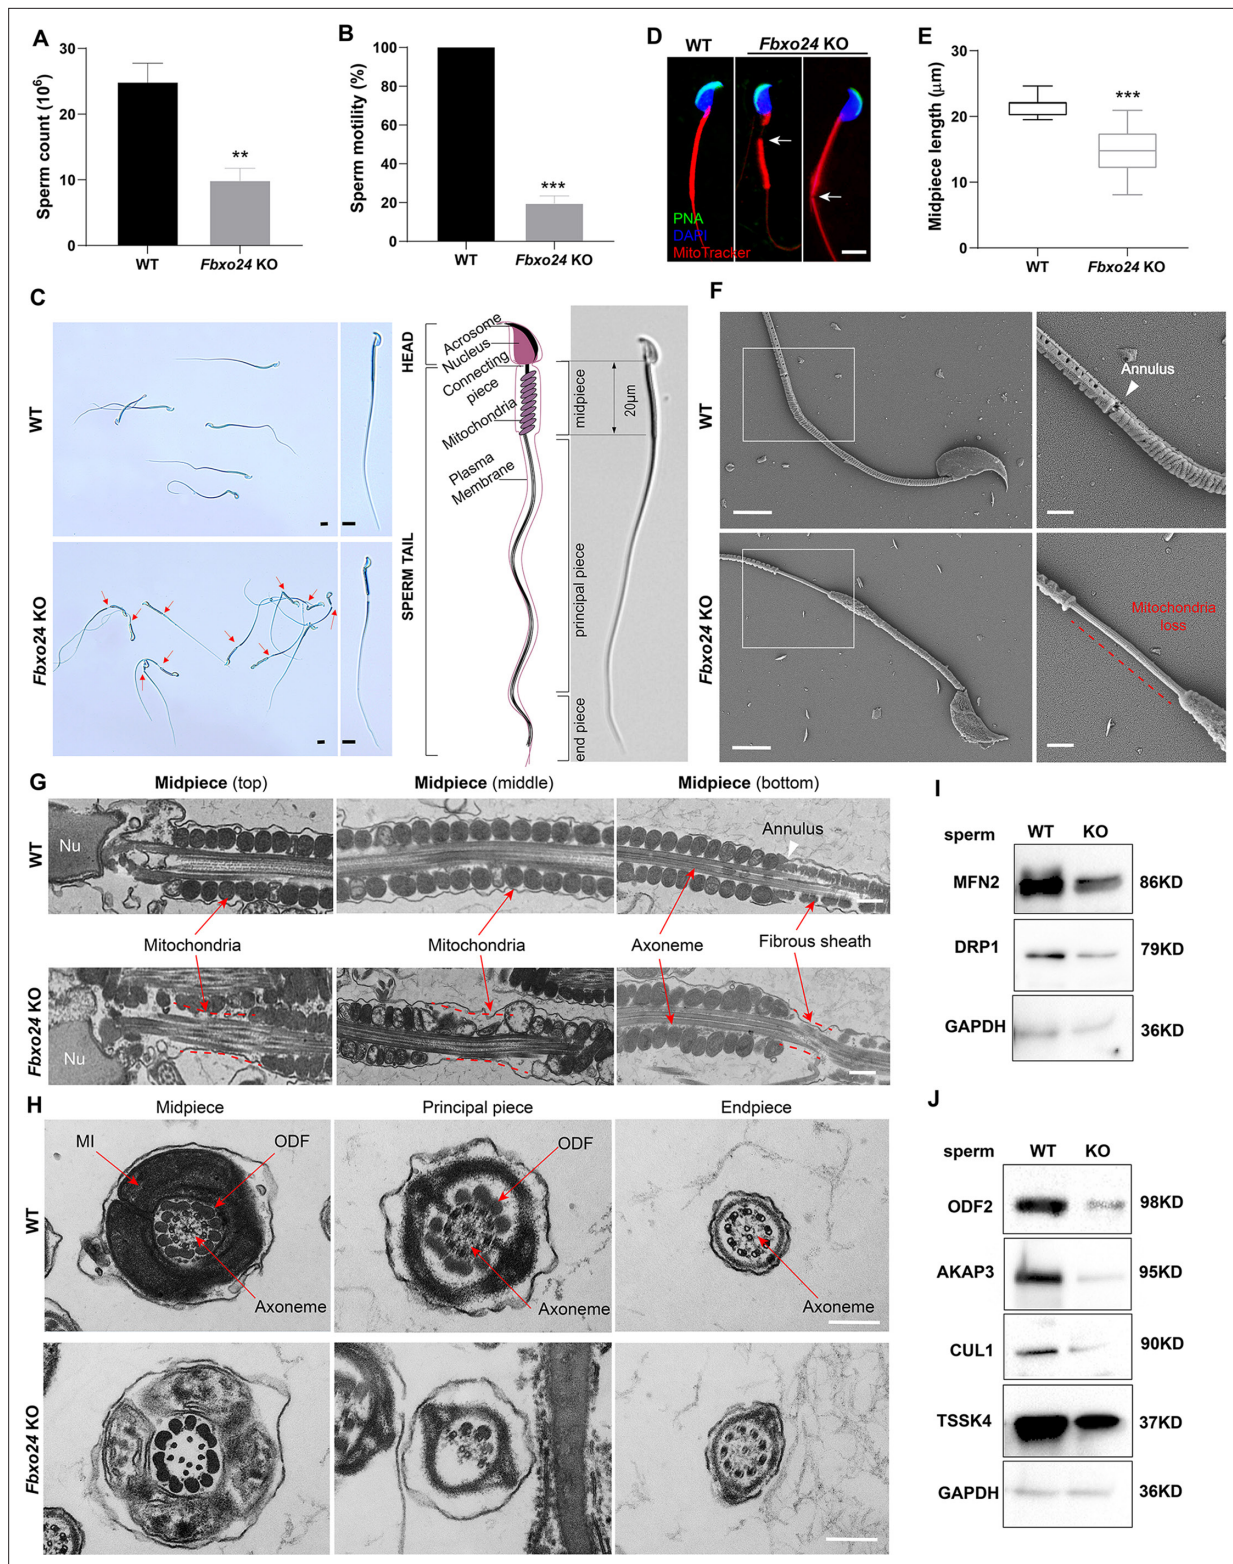 A
Sperm count (10⁶)
30
20
10
0
**
WT
Fbxo24 KO
B
Sperm motility (%)
100
80
60
40
20
0
***
WT
Fbxo24 KO
D
WT
Fbxo24 KO
PNA
DAPI
MitoTracker
E
Midpiece length (μm)
30
20
10
0
***
WT
Fbxo24 KO
C
WT
Fbxo24 KO
HEAD
SPERM TAIL
Acrosome
Nucleus
Connecting
piece
Mitochondria
Plasma
Membrane
midpiece
20μm
principal piece
end piece
F
WT
Annulus
Fbxo24 KO
Mitochondria
loss
G
Midpiece (top)
Midpiece (middle)
Midpiece (bottom)
WT
Nu
Annulus
Mitochondria
Mitochondria
Axoneme
Fibrous sheath
Fbxo24 KO
Nu
H
Midpiece
Principal piece
Endpiece
WT
MI
ODF
Axoneme
ODF
Axoneme
Axoneme
Fbxo24 KO
I
sperm
WT
KO
MFN2
86KD
DRP1
79KD
GAPDH
36KD
J
sperm
WT
KO
ODF2
98KD
AKAP3
95KD
CUL1
90KD
TSSK4
37KD
GAPDH
36KD